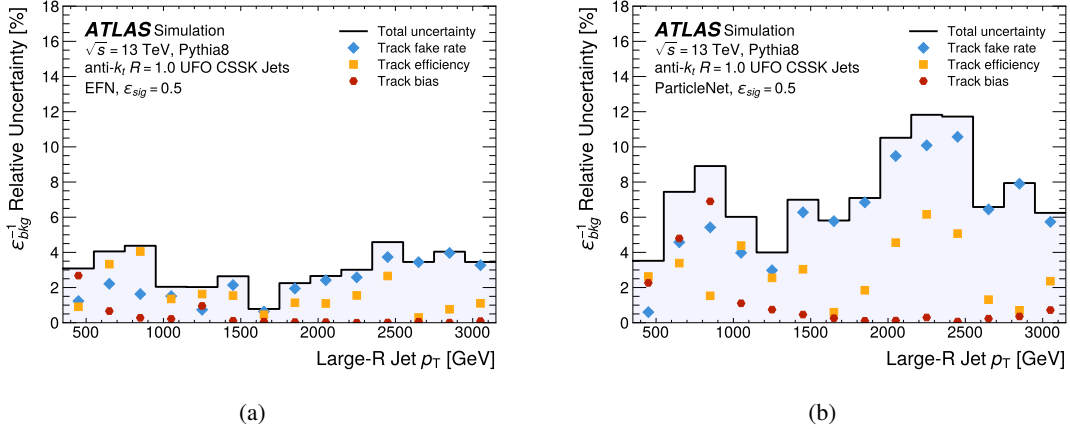 18
16
14
12
10
8
6
4
2
0
ε⁻¹bkg Relative Uncertainty [%]
ATLAS Simulation
√s = 13 TeV, Pythia8
anti-kt R = 1.0 UFO CSSK Jets
EFN, εsig = 0.5
Total uncertainty
Track fake rate
Track efficiency
Track bias
500 1000 1500 2000 2500 3000
Large-R Jet pT [GeV]
(a)
18
16
14
12
10
8
6
4
2
0
ε⁻¹bkg Relative Uncertainty [%]
ATLAS Simulation
√s = 13 TeV, Pythia8
anti-kt R = 1.0 UFO CSSK Jets
ParticleNet, εsig = 0.5
Total uncertainty
Track fake rate
Track efficiency
Track bias
500 1000 1500 2000 2500 3000
Large-R Jet pT [GeV]
(b)